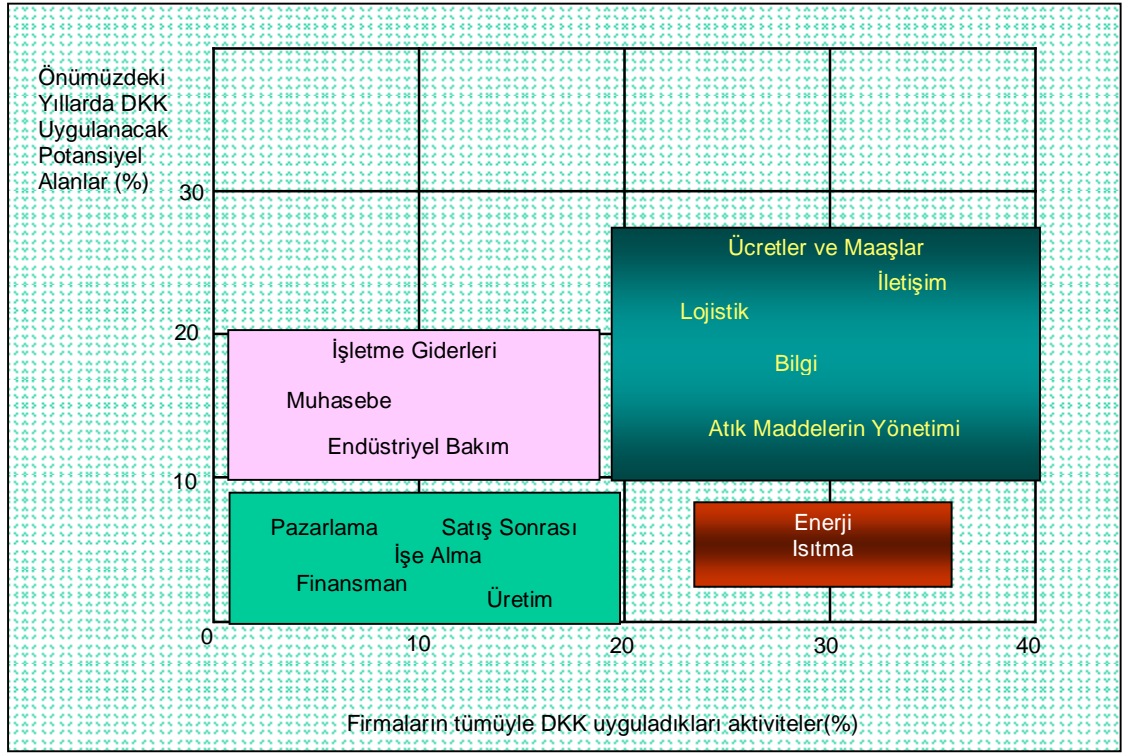 Önümüzdeki
Yıllarda DKK
Uygulanacak
Potansiyel
Alanlar (%)
30
20
10
Ücretler ve Maaşlar
İletişim
Lojistik
Bilgi
Atık Maddelerin Yönetimi
İşletme Giderleri
Muhasebe
Endüstriyel Bakım
Pazarlama
Satış Sonrası
İşe Alma
Finansman
Üretim
Enerji
Isıtma
0
10
20
30
40
Firmaların tümüyle DKK uyguladıkları aktiviteler(%)